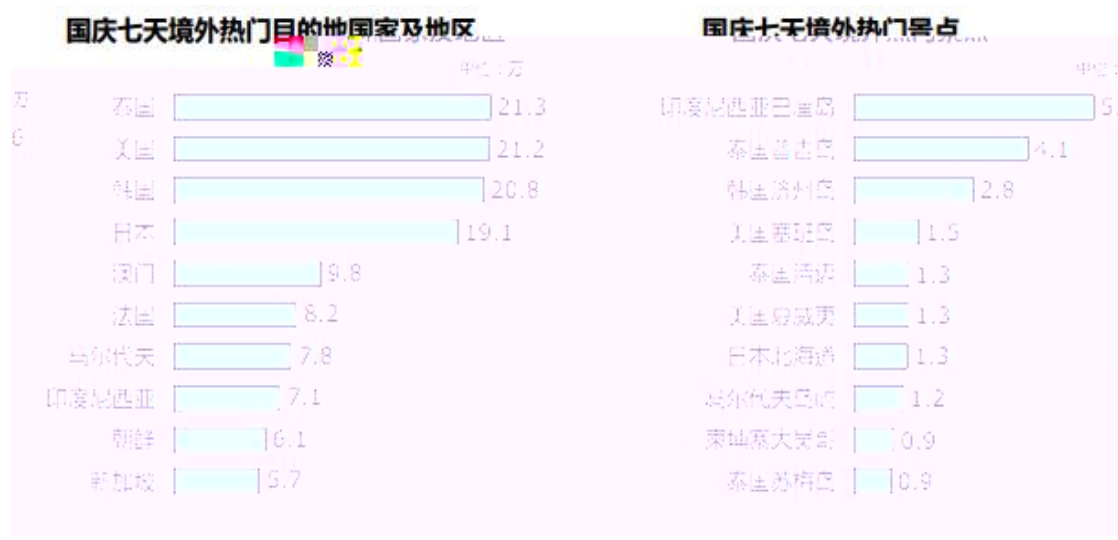 国庆七天境外热门目的地国家及地区
单位：万
泰国 21.3
美国 21.2
韩国 20.8
日本 19.1
澳门 9.8
法国 8.2
马尔代夫 7.8
印度尼西亚 7.1
朝鲜 6.1
新加坡 5.7
国庆七天境外热门景点
单位：
印度尼西亚巴厘岛 5.
泰国普吉岛 4.1
韩国济州岛 2.8
美国塞班岛 1.5
泰国清迈 1.3
美国夏威夷 1.3
日本北海道 1.3
马尔代夫岛屿 1.2
柬埔寨大吴哥 0.9
泰国苏梅岛 0.9